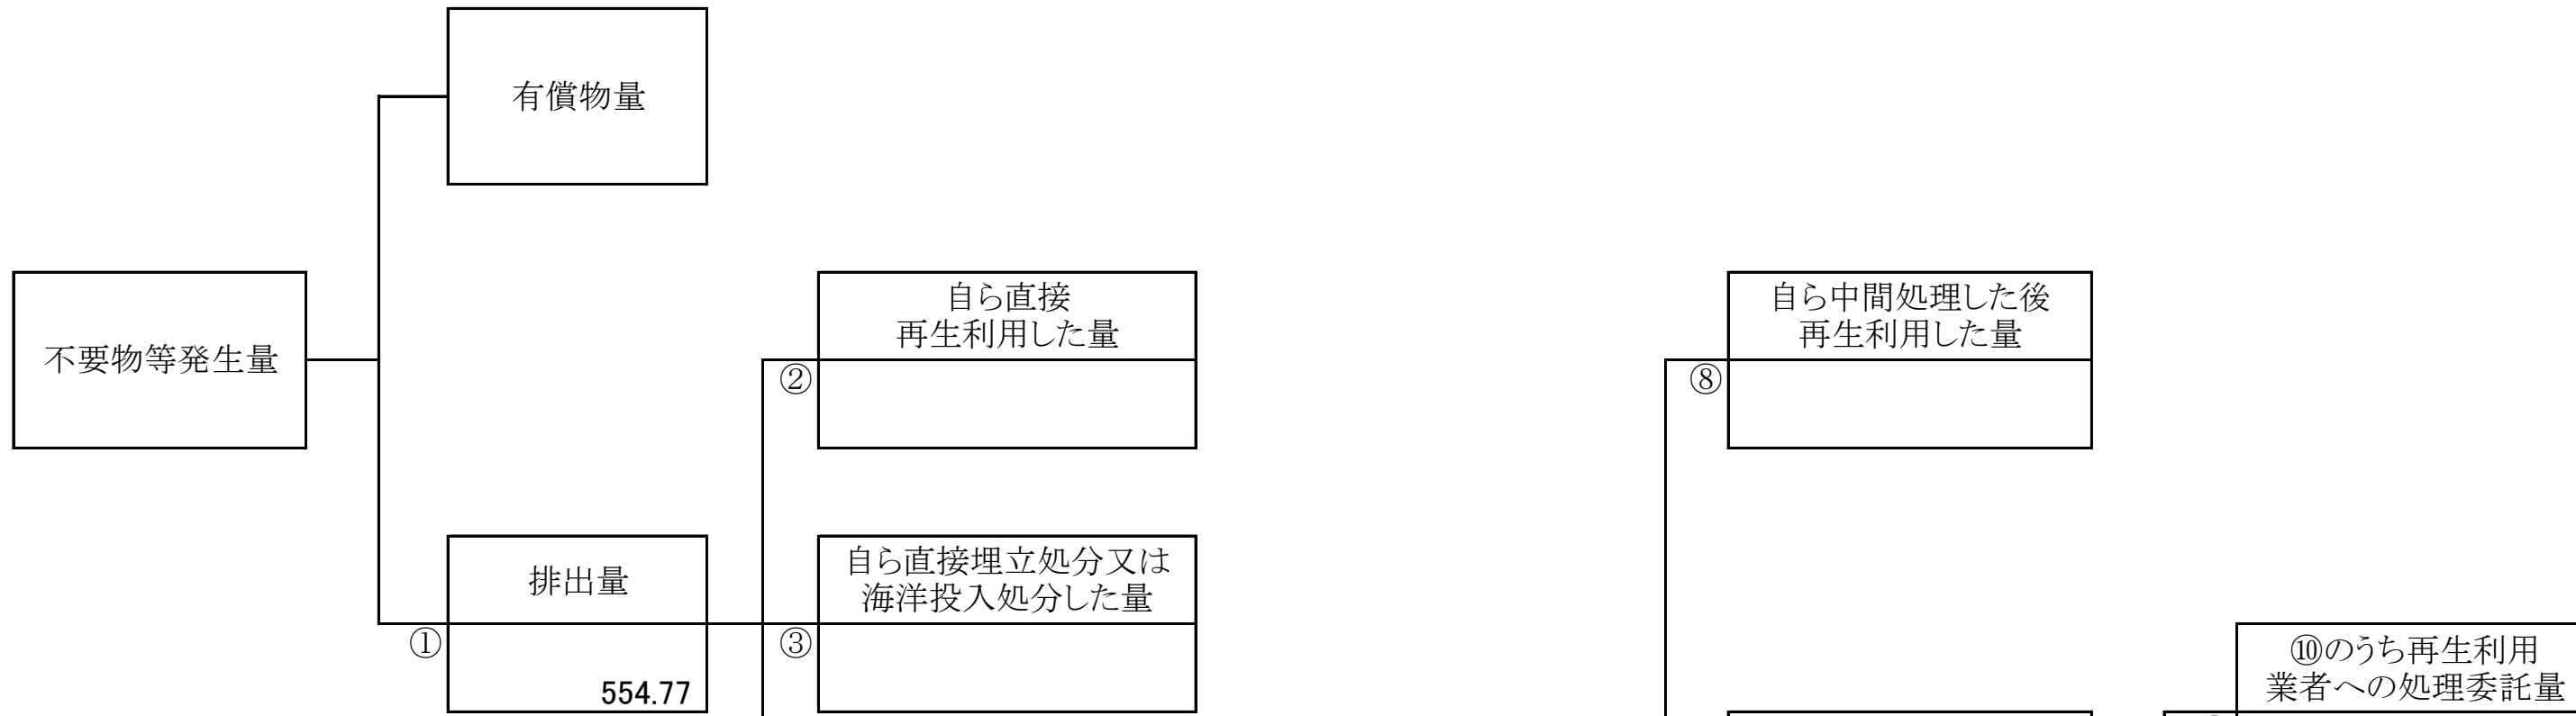 有償物量
不要物等発生量
自ら直接
再生利用した量
②
自ら中間処理した後
再生利用した量
⑧
排出量
①
554.77
自ら直接埋立処分又は
海洋投入処分した量
③
⑩のうち再生利用
業者への処理委託量